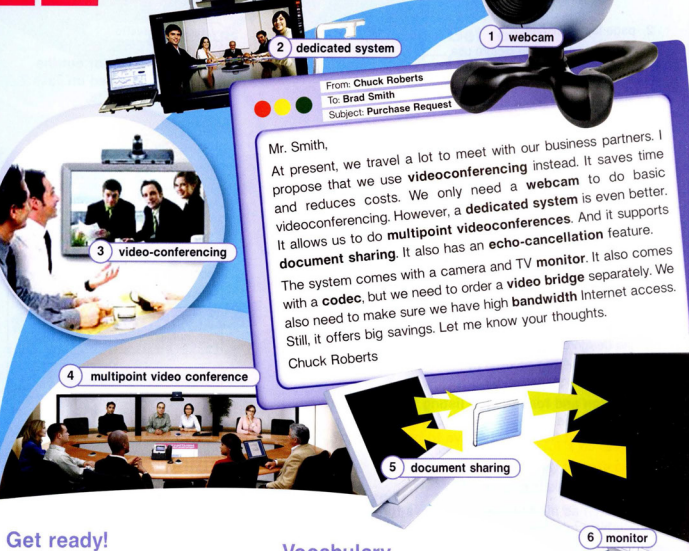 1 webcam
2 dedicated system
From: Chuck Roberts
To: Brad Smith
Subject: Purchase Request
Mr. Smith,
At present, we travel a lot to meet with our business partners. I
propose that we use videoconferencing instead. It saves time
and reduces costs. We only need a webcam to do basic
videoconferencing. However, a dedicated system is even better.
It allows us to do multipoint videoconferences. And it supports
document sharing. It also has an echo-cancellation feature.
The system comes with a camera and TV monitor. It also comes
with a codec, but we need to order a video bridge separately. We
also need to make sure we have high bandwidth Internet access.
Still, it offers big savings. Let me know your thoughts.
Chuck Roberts
3 video-conferencing
4 multipoint video conference
5 document sharing
6 monitor
Get ready!
Vocabulary